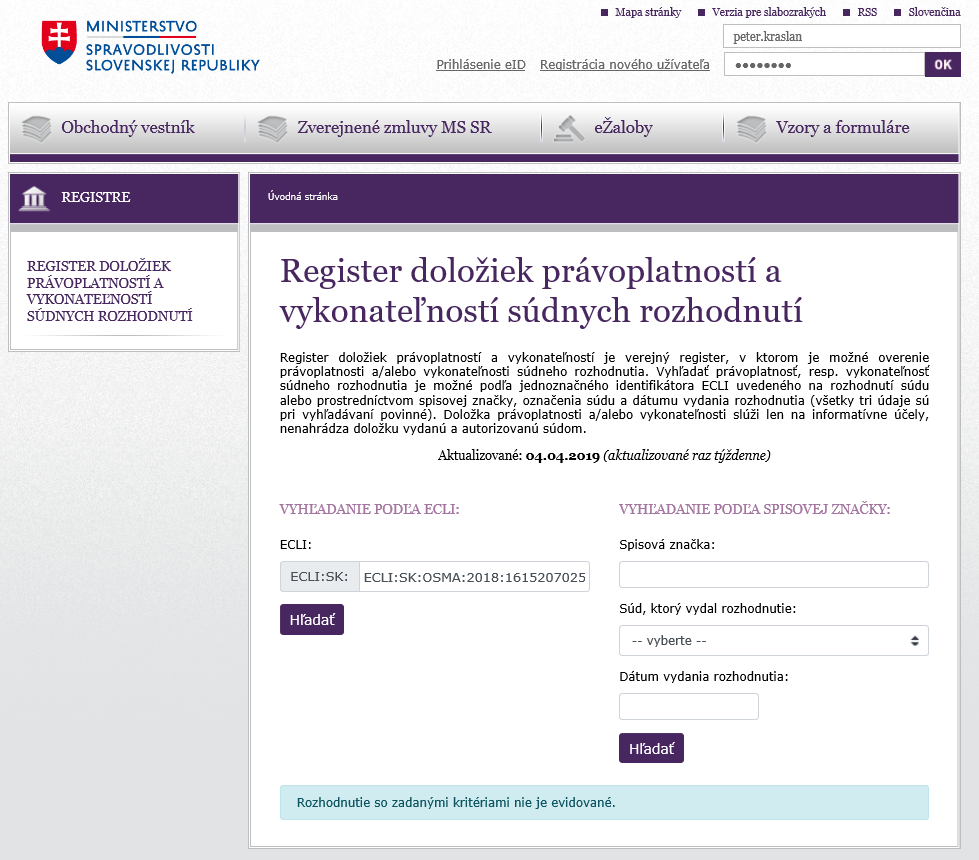 Mapa stránky
Verzia pre slabozrakých
RSS
Slovenčina
MINISTERSTVO
SPRAVODLIVOSTI
SLOVENSKEJ REPUBLIKY
peter.kraslan
Prihlásenie eID
Registrácia nového užívateľa
••••••••
OK
Obchodný vestník
Zverejnené zmluvy MS SR
eŽaloby
Vzory a formuláre
REGISTRE
Úvodná stránka
REGISTER DOLOŽIEK
PRÁVOPLATNOSTÍ A
VYKONATEĽNOSTÍ
SÚDNYCH ROZHODNUTÍ
Register doložiek právoplatností a
vykonateľností súdnych rozhodnutí
Register doložiek právoplatností a vykonateľností je verejný register, v ktorom je možné overenie
právoplatnosti a/alebo vykonateľnosti súdneho rozhodnutia. Vyhľadať právoplatnosť, resp. vykonateľnosť
súdneho rozhodnutia je možné podľa jednoznačného identifikátora ECLI uvedeného na rozhodnutí súdu
alebo prostredníctvom spisovej značky, označenia súdu a dátumu vydania rozhodnutia (všetky tri údaje sú
pri vyhľadávaní povinné). Doložka právoplatnosti a/alebo vykonateľnosti slúži len na informatívne účely,
nenahrádza doložku vydanú a autorizovanú súdom.
Aktualizované: 04.04.2019 (aktualizované raz týždenne)
VYHĽADANIE PODĽA ECLI:
ECLI:
ECLI:SK: ECLI:SK:OSMA:2018:1615207025
Hľadať
VYHĽADANIE PODĽA SPISOVEJ ZNAČKY:
Spisová značka:
Súd, ktorý vydal rozhodnutie:
-- vyberte --
Dátum vydania rozhodnutia:
Hľadať
Rozhodnutie so zadanými kritériami nie je evidované.